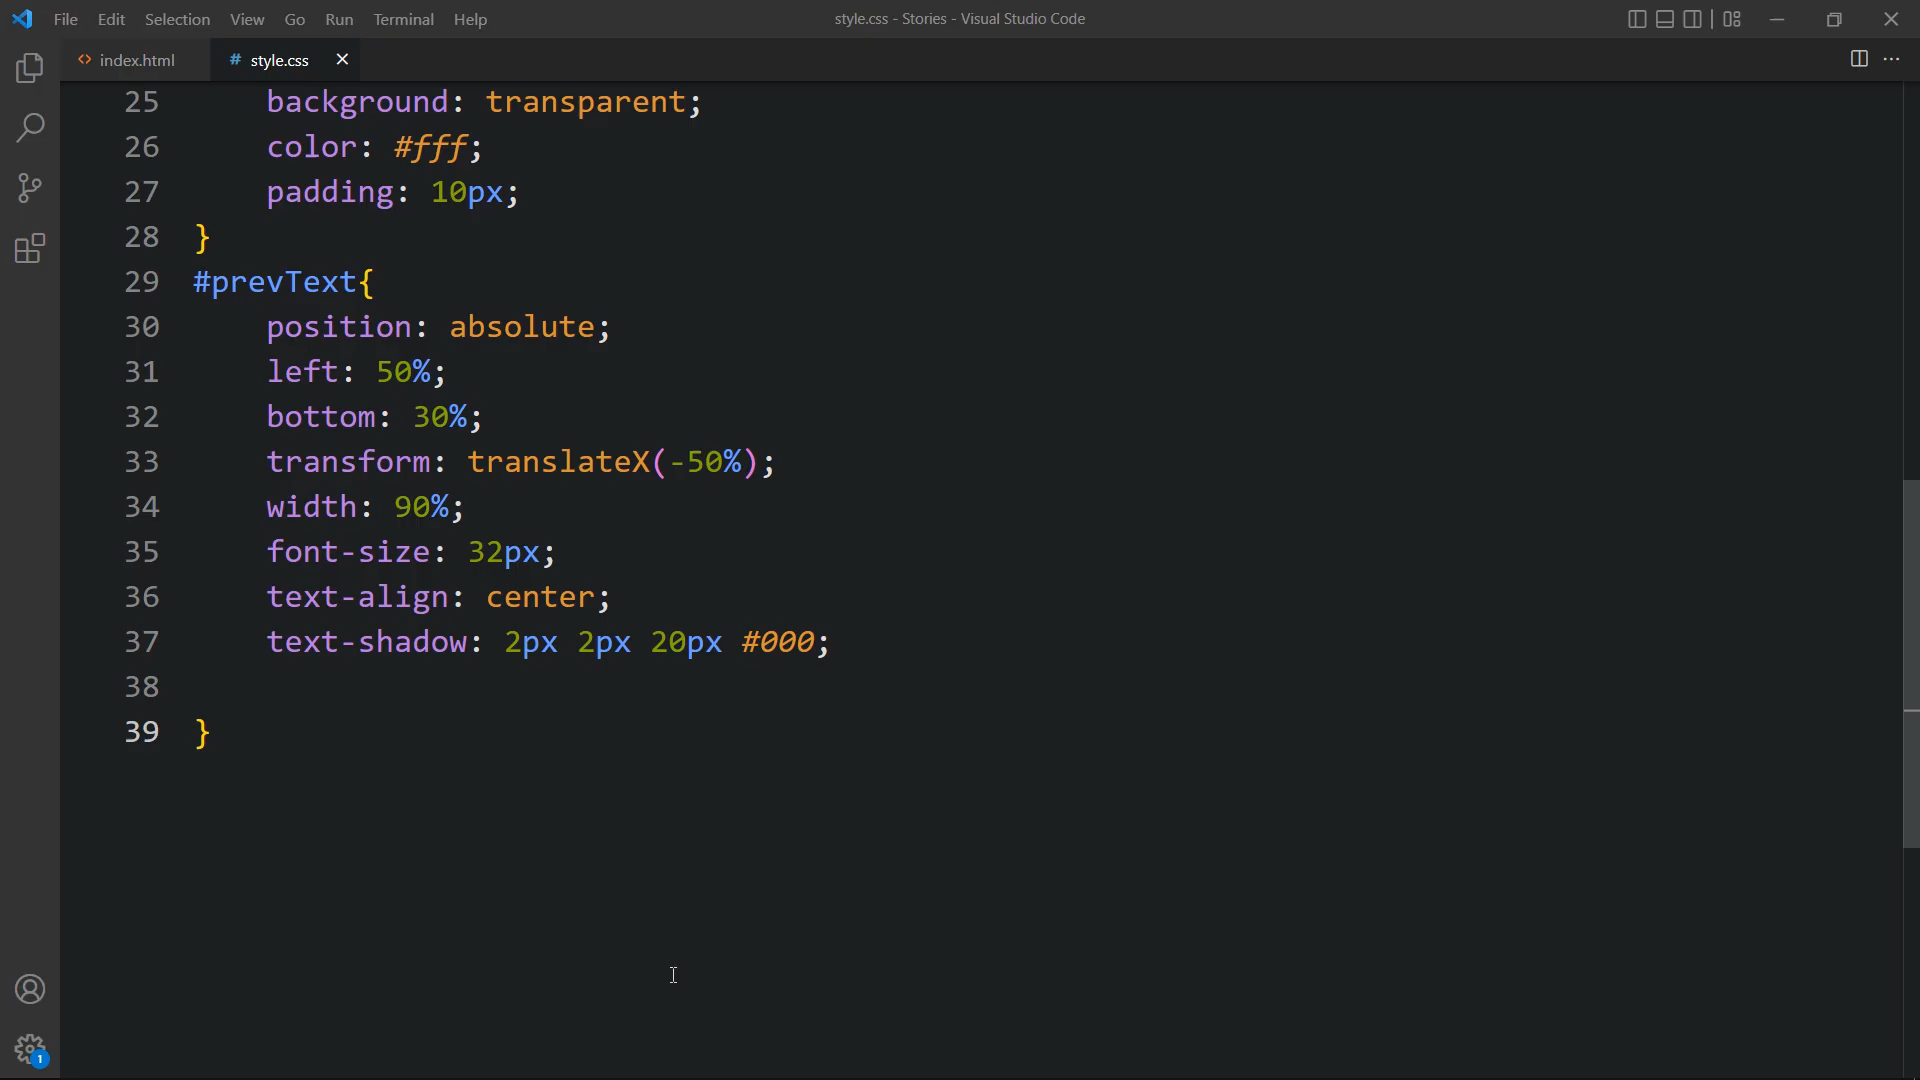 File Edit Selection View Go Run Terminal Help style.css - Stories - Visual Studio Code
<> index.html # style.css
25 background: transparent;
26 color: #fff;
27 padding: 10px;
28 }
29 #prevText{
30 position: absolute;
31 left: 50%;
32 bottom: 30%;
33 transform: translateX(-50%);
34 width: 90%;
35 font-size: 32px;
36 text-align: center;
37 text-shadow: 2px 2px 20px #000;
38
39 }
1